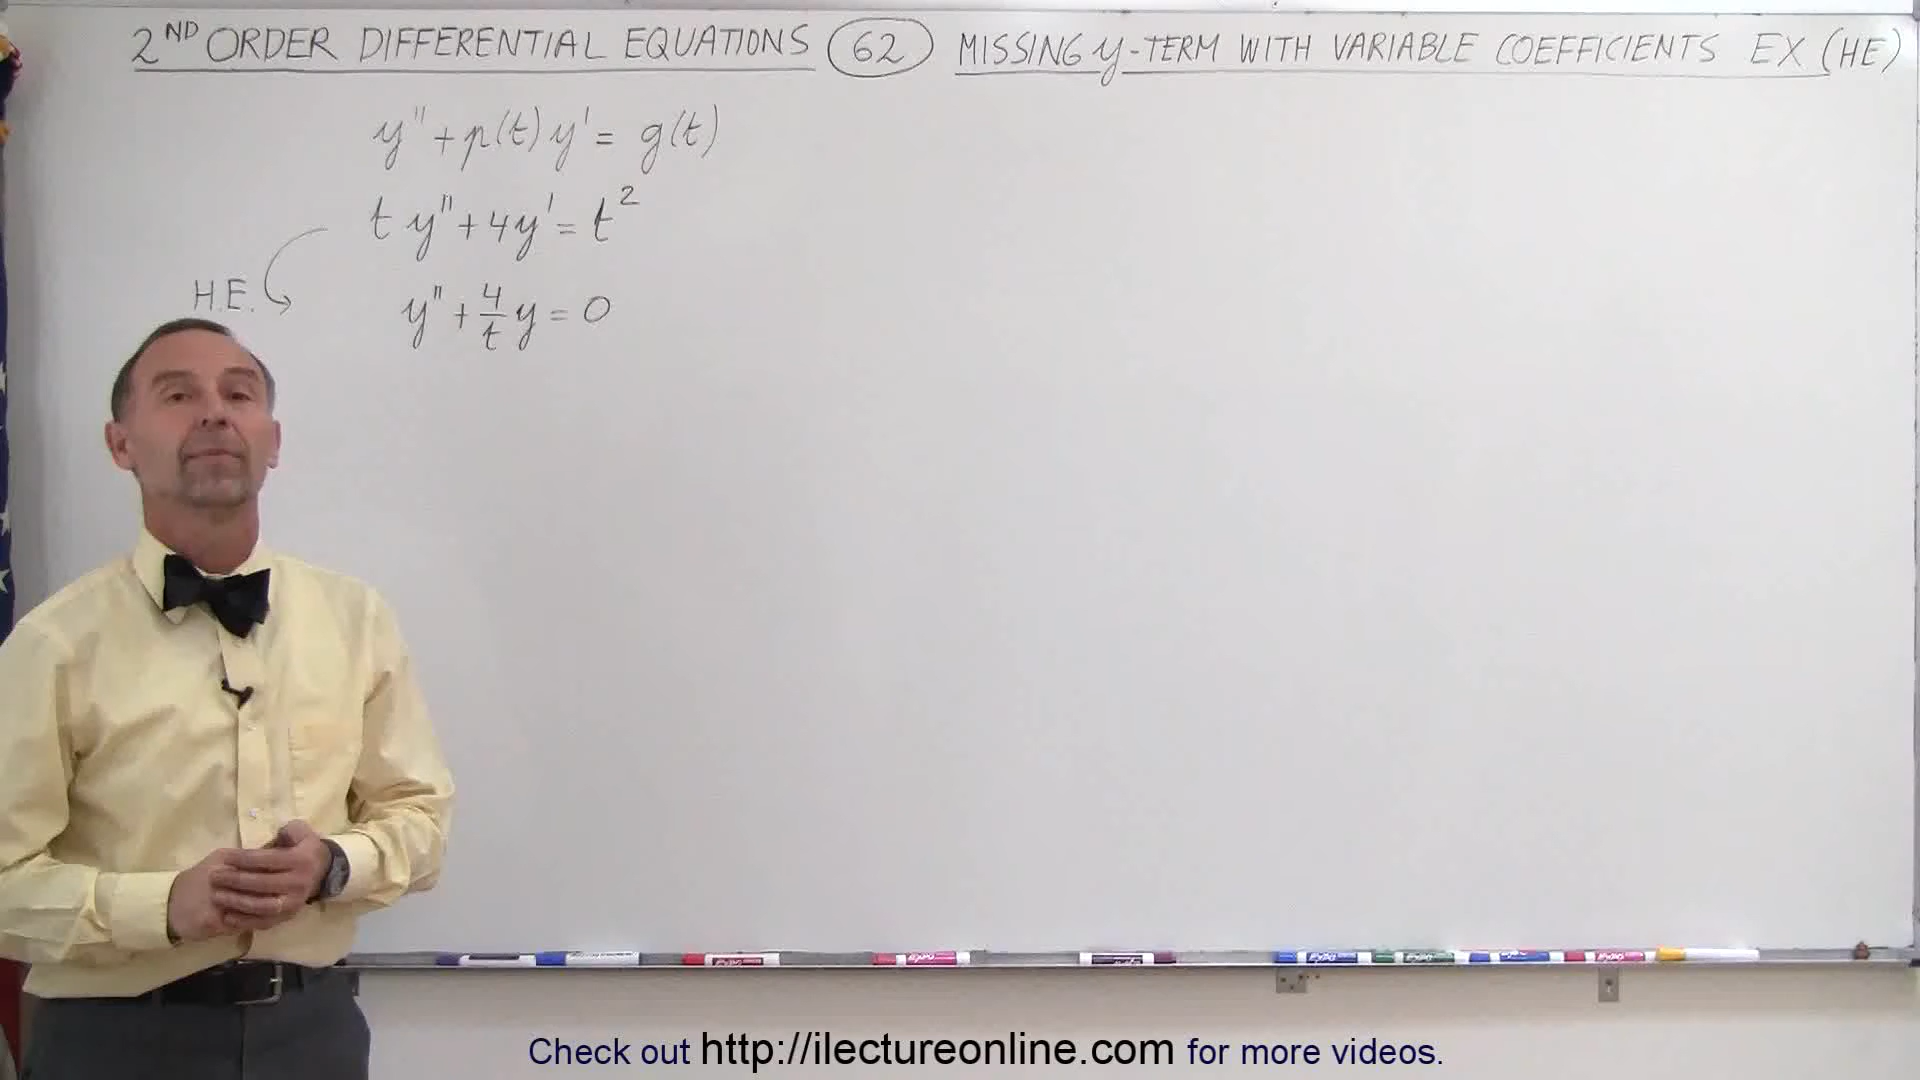 2ND ORDER DIFFERENTIAL EQUATIONS 62 MISSING y-TERM WITH VARIABLE COEFFICIENTS EX (HE)
y" + p(t) y' = g(t)
t y" + 4y' = t²
H.E. y" + 4/t y = 0
Check out http://ilectureonline.com for more videos.